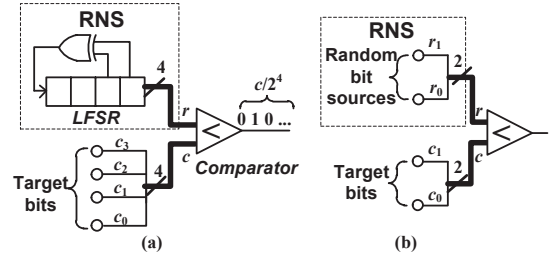 RNS
4
LFSR
r
c/2⁴
0 1 0 ...
<
c
Comparator
Target
bits
c₃
c₂
c₁
c₀
4
(a)
RNS
Random
bit
sources
r₁
r₀
2
r
<
c
Target
bits
c₁
c₀
2
(b)